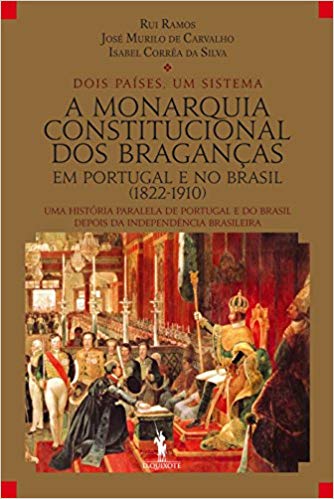 RUI RAMOS
JOSÉ MURILO DE CARVALHO
ISABEL CORRÊA DA SILVA
DOIS PAÍSES, UM SISTEMA
A MONARQUIA
CONSTITUCIONAL
DOS BRAGANÇAS
EM PORTUGAL E NO BRASIL
(1822-1910)
UMA HISTÓRIA PARALELA DE PORTUGAL E DO BRASIL
DEPOIS DA INDEPENDÊNCIA BRASILEIRA
D.QUIXOTE